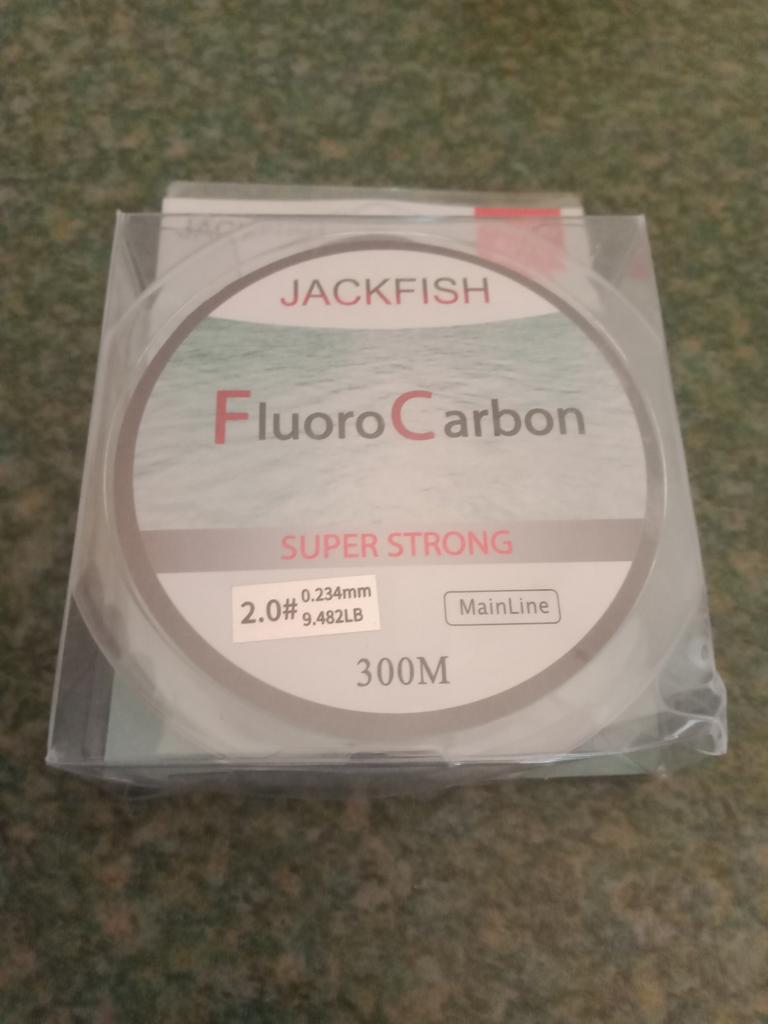 JACKFISH
FluoroCarbon
SUPER STRONG
2.0# 0.234mm
9.482LB
MainLine
300M